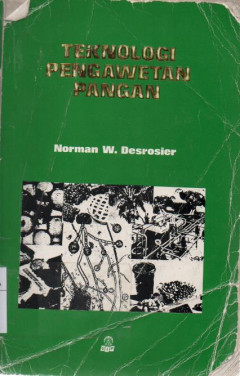 TEKNOLOGI
PENGAWETAN
PANGAN
Norman W. Desrosier